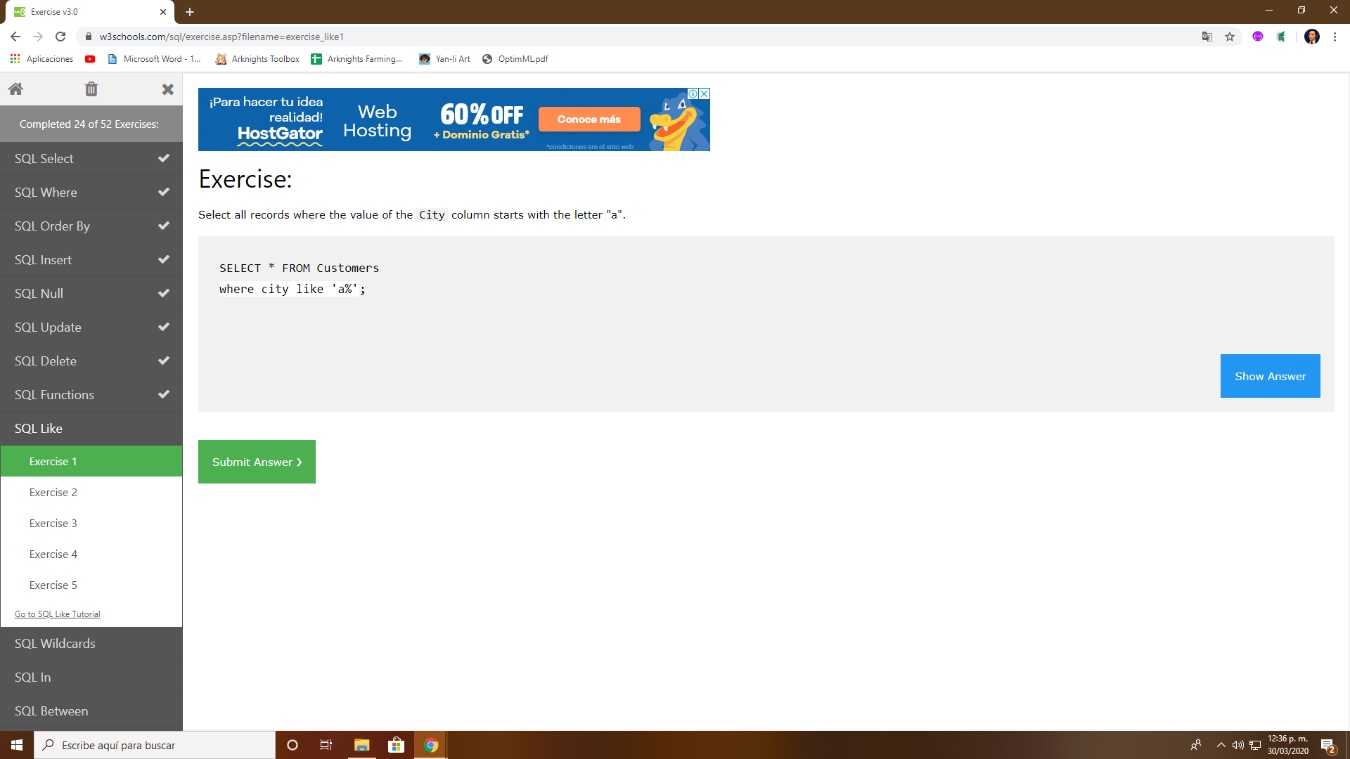 Exercise v3.0
w3schools.com/sql/exercise.asp?filename=exercise_like1
Aplicaciones
Microsoft Word - 1...
Arknights Toolbox
Arknights Farming...
Yan-li Art
OptimML.pdf
Completed 24 of 52 Exercises:
SQL Select
SQL Where
SQL Order By
SQL Insert
SQL Null
SQL Update
SQL Delete
SQL Functions
SQL Like
Exercise 1
Exercise 2
Exercise 3
Exercise 4
Exercise 5
Go to SQL Like Tutorial
SQL Wildcards
SQL In
SQL Between
¡Para hacer tu idea
realidad!
HostGator
Web
Hosting
60% OFF
+ Dominio Gratis*
Conoce más
*condiciones em el sitio web
Exercise:
Select all records where the value of the City column starts with the letter "a".
SELECT * FROM Customers
where city like 'a%';
Show Answer
Submit Answer ❯
Escribe aquí para buscar
12:36 p. m.
30/03/2020
2